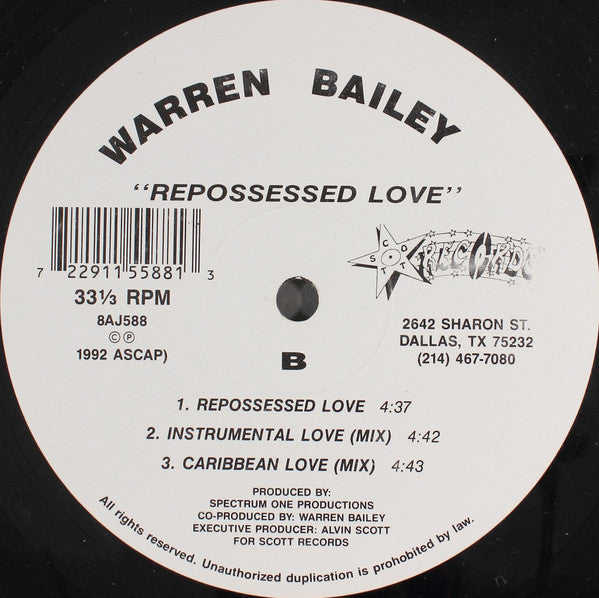 WARREN BAILEY
"REPOSSESSED LOVE"
7 22911 55881 3
SCOTT RECORDS
33⅓ RPM
8AJ588
© ℗
1992 ASCAP)
2642 SHARON ST.
DALLAS, TX 75232
(214) 467-7080
B
1. REPOSSESSED LOVE 4:37
2. INSTRUMENTAL LOVE (MIX) 4:42
3. CARIBBEAN LOVE (MIX) 4:43
PRODUCED BY:
SPECTRUM ONE PRODUCTIONS
CO-PRODUCED BY: WARREN BAILEY
EXECUTIVE PRODUCER: ALVIN SCOTT
FOR SCOTT RECORDS
All rights reserved. Unauthorized duplication is prohibited by law.